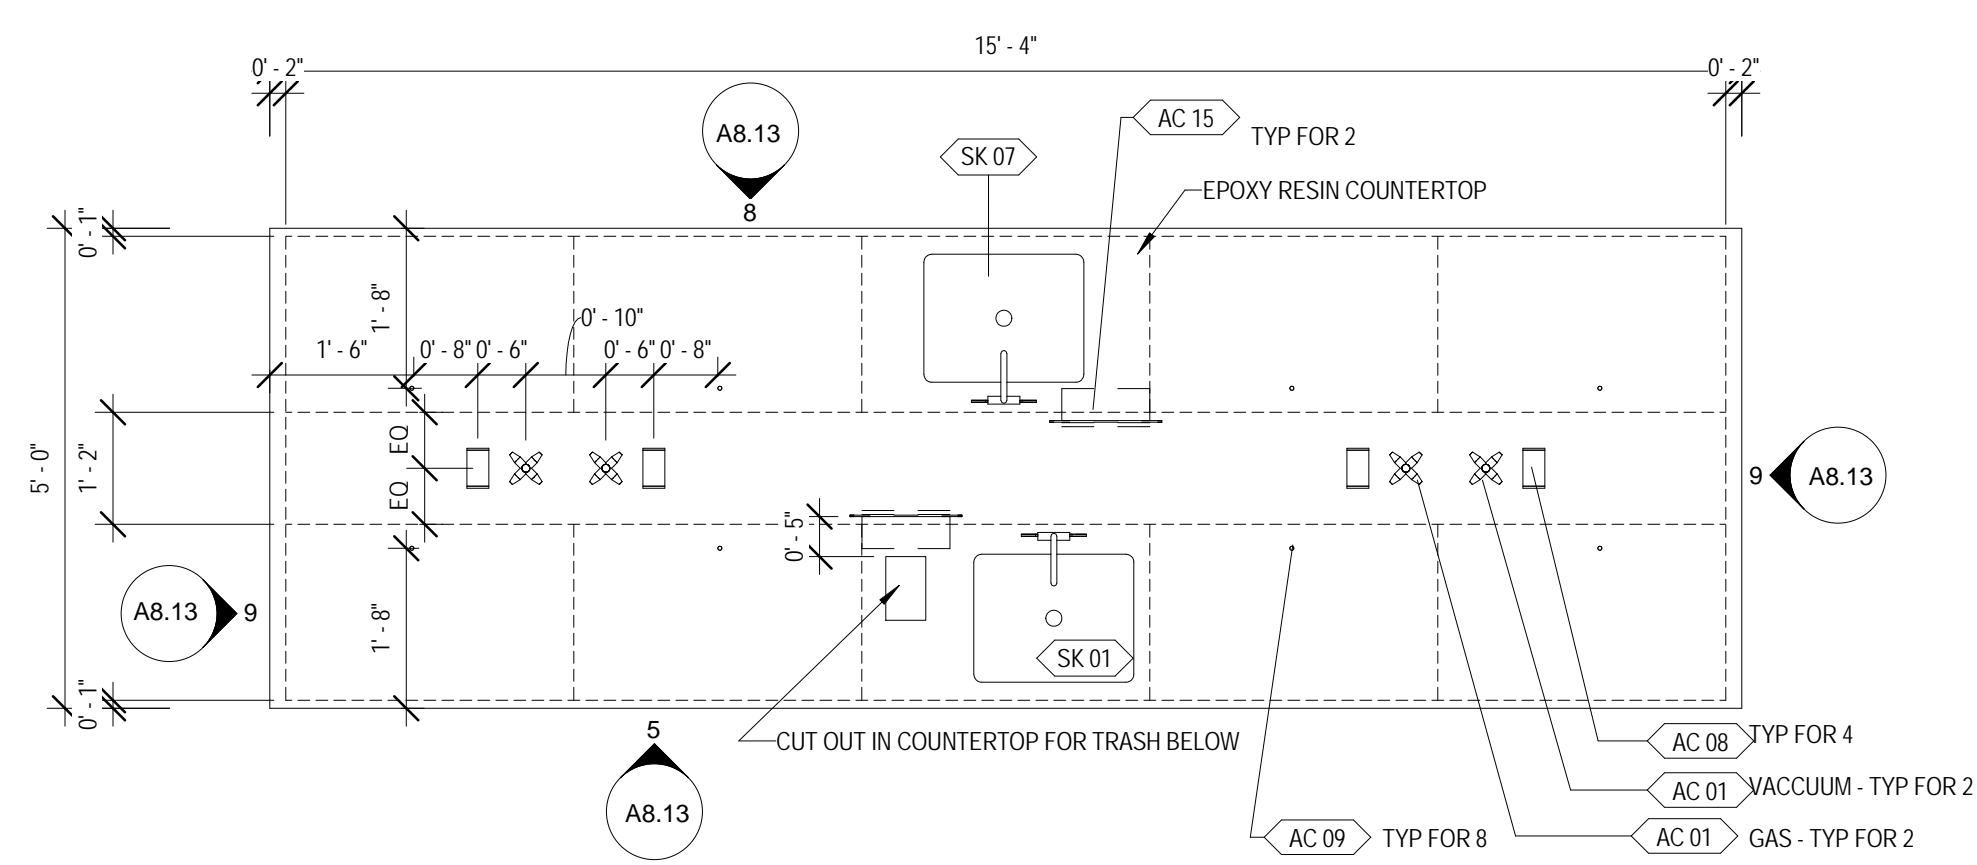 15' - 4"
0' - 2"
0' - 2"
A8.13
8
AC 15
TYP FOR 2
SK 07
EPOXY RESIN COUNTERTOP
0' - 1"
1' - 8"
0' - 10"
1' - 6"
0' - 8"
0' - 6"
0' - 6"
0' - 8"
5' - 0"
1' - 2"
EQ
EQ
9
A8.13
0' - 5"
A8.13
9
1' - 8"
SK 01
0' - 1"
5
A8.13
CUT OUT IN COUNTERTOP FOR TRASH BELOW
AC 08
TYP FOR 4
AC 01
VACCUUM - TYP FOR 2
AC 09
TYP FOR 8
AC 01
GAS - TYP FOR 2